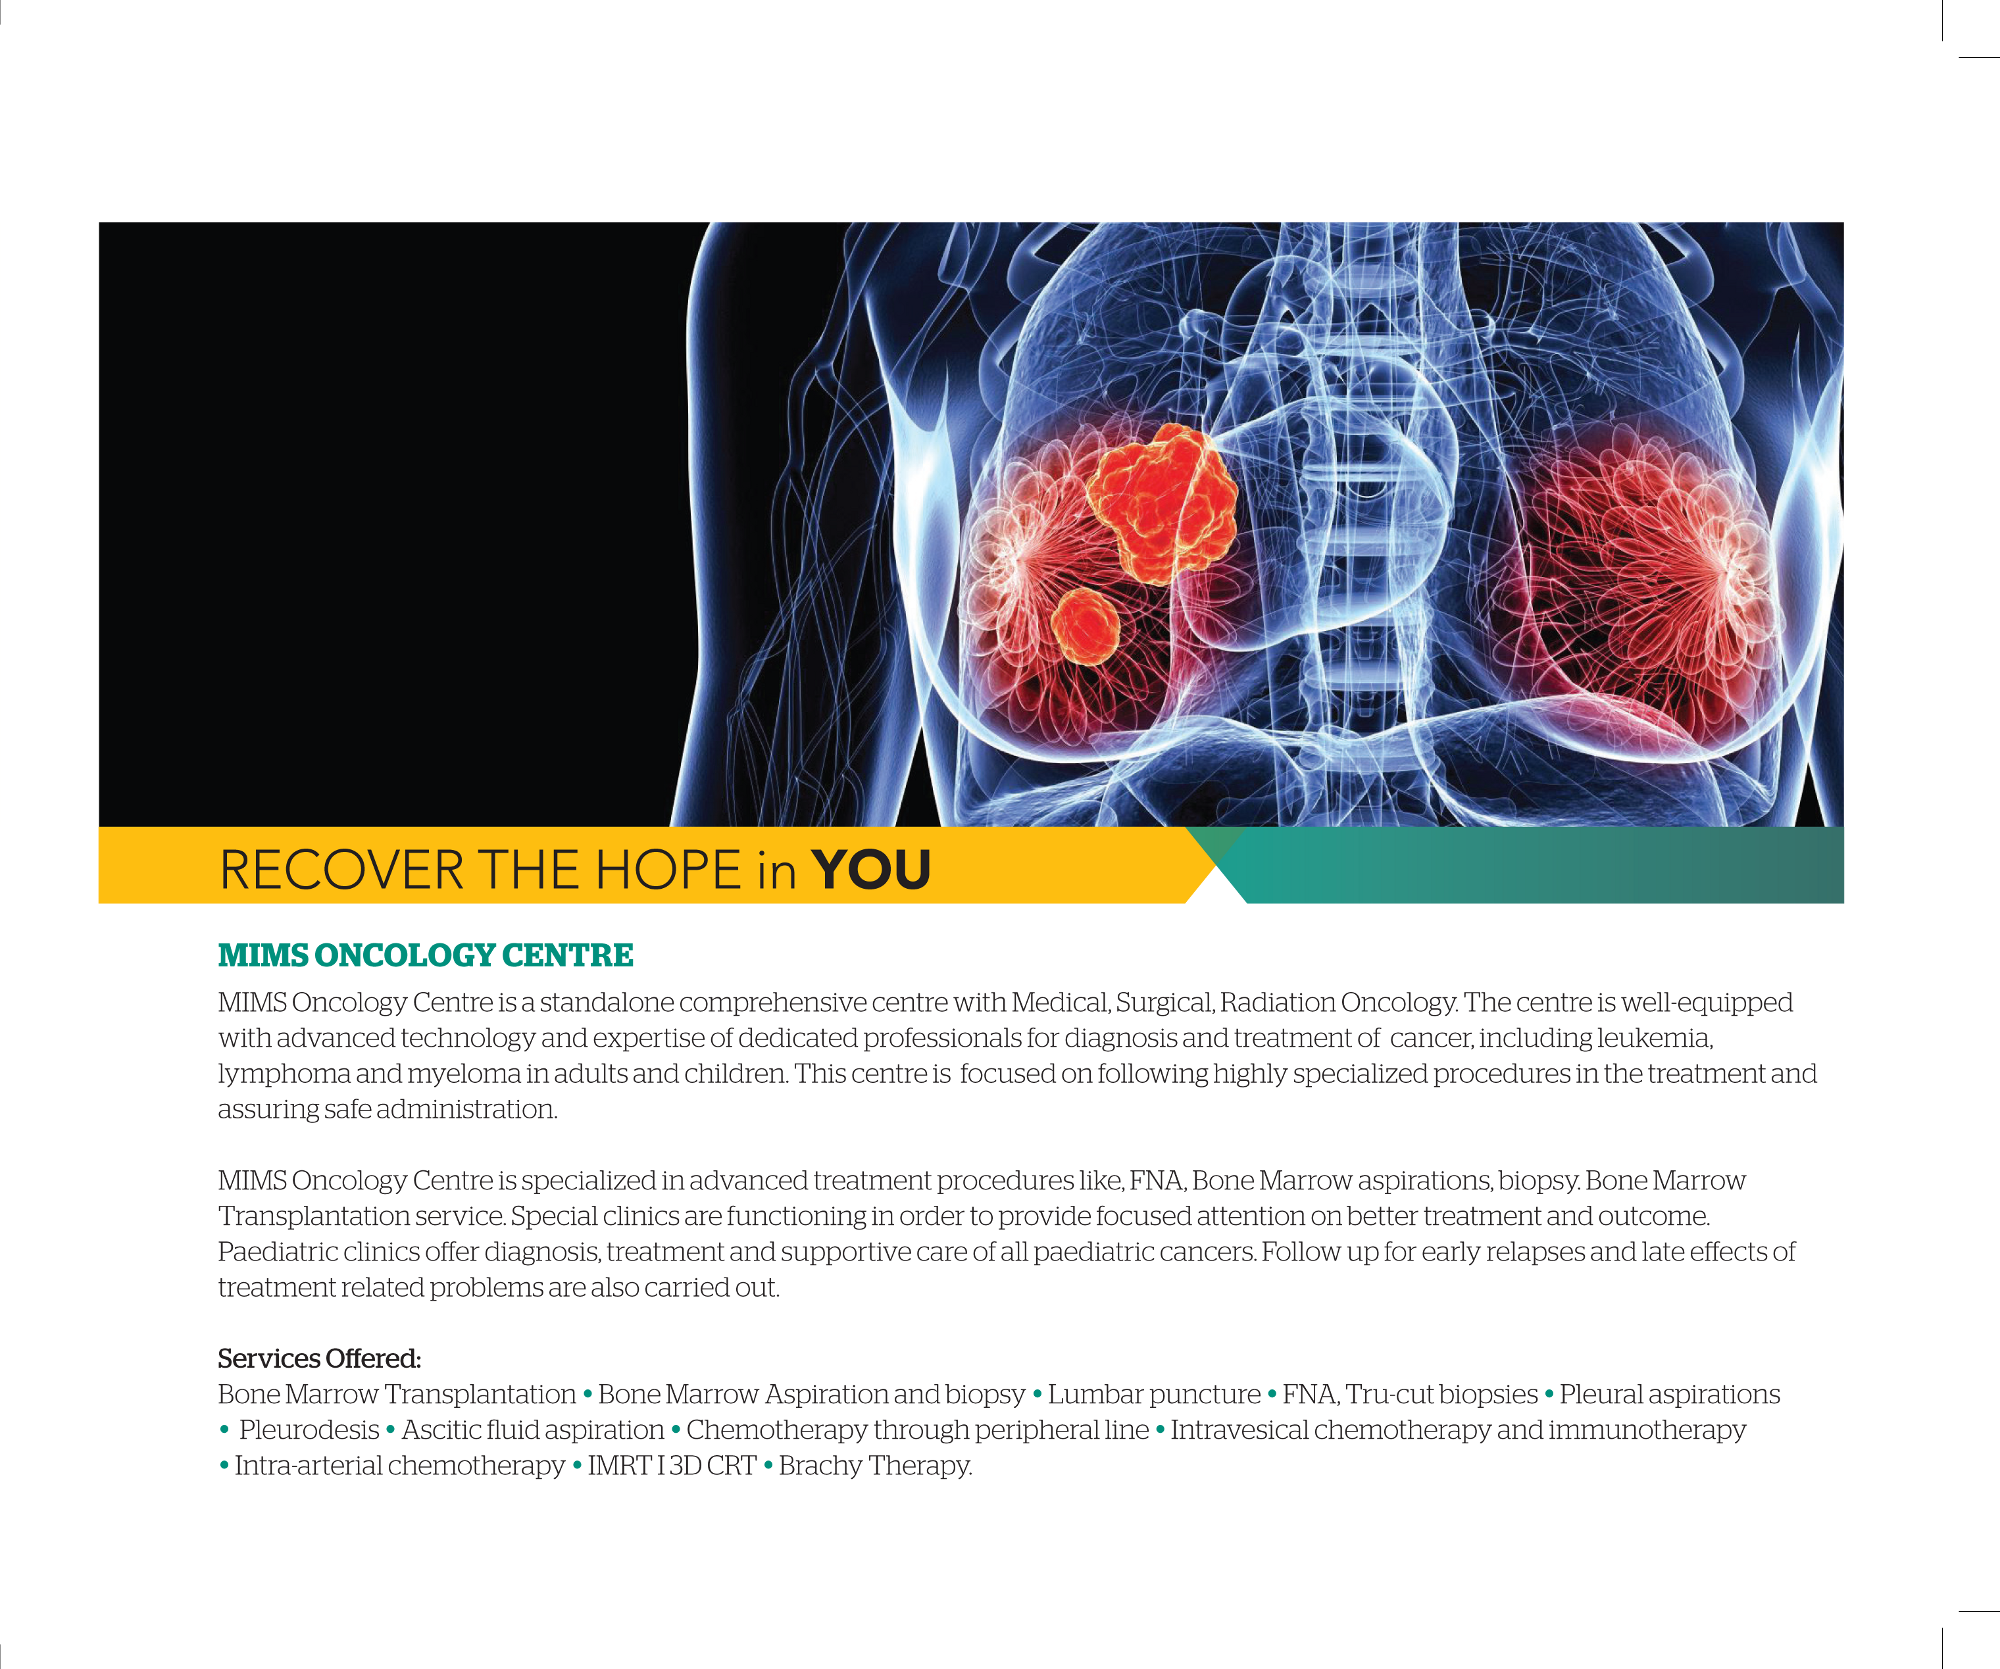 RECOVER THE HOPE in YOU
MIMS ONCOLOGY CENTRE
MIMS Oncology Centre is a standalone comprehensive centre with Medical, Surgical, Radiation Oncology. The centre is well-equipped
with advanced technology and expertise of dedicated professionals for diagnosis and treatment of cancer, including leukemia,
lymphoma and myeloma in adults and children. This centre is focused on following highly specialized procedures in the treatment and
assuring safe administration.
MIMS Oncology Centre is specialized in advanced treatment procedures like, FNA, Bone Marrow aspirations, biopsy. Bone Marrow
Transplantation service. Special clinics are functioning in order to provide focused attention on better treatment and outcome.
Paediatric clinics offer diagnosis, treatment and supportive care of all paediatric cancers. Follow up for early relapses and late effects of
treatment related problems are also carried out.
Services Offered:
Bone Marrow Transplantation • Bone Marrow Aspiration and biopsy • Lumbar puncture • FNA, Tru-cut biopsies • Pleural aspirations
• Pleurodesis • Ascitic fluid aspiration • Chemotherapy through peripheral line • Intravesical chemotherapy and immunotherapy
• Intra-arterial chemotherapy • IMRT I 3D CRT • Brachy Therapy.